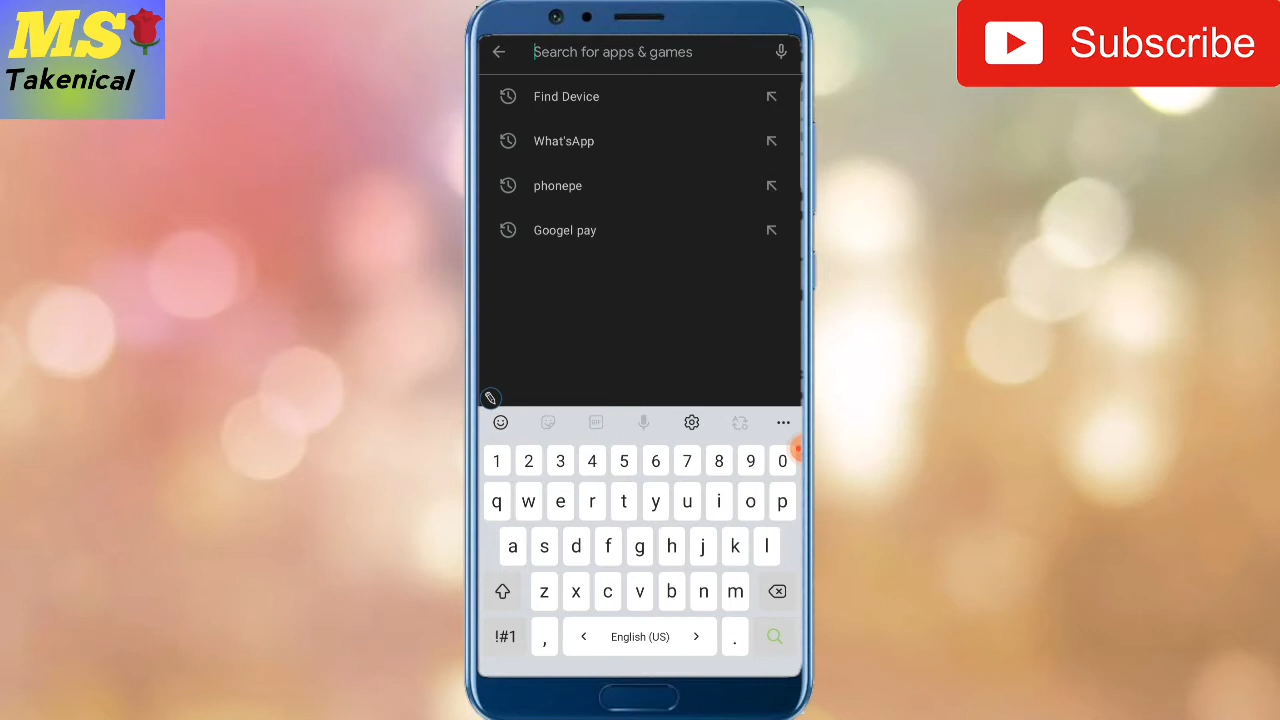 MS
Takenical
Subscribe
Search for apps & games
Find Device
What'sApp
phonepe
Googel pay
GIF
1 2 3 4 5 6 7 8 9 0
q w e r t y u i o p
a s d f g h j k l
z x c v b n m
!#1 , < English (US) > .